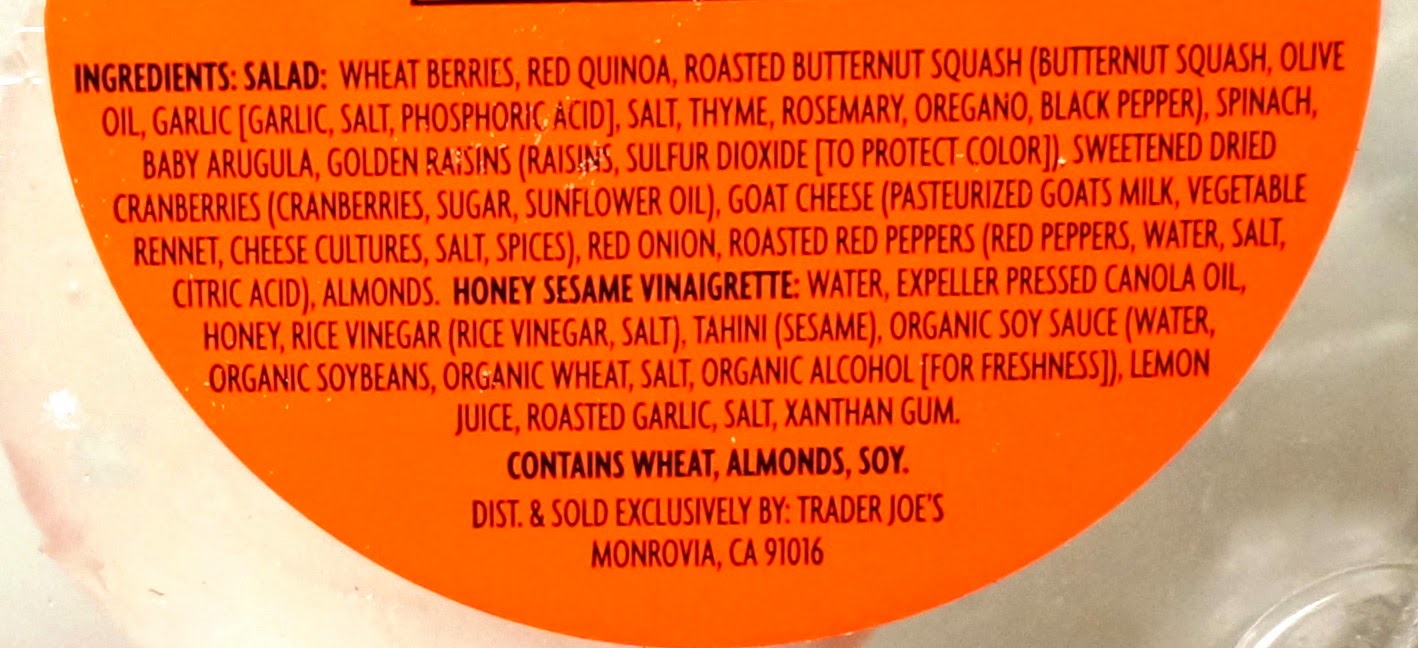 INGREDIENTS: SALAD: WHEAT BERRIES, RED QUINOA, ROASTED BUTTERNUT SQUASH (BUTTERNUT SQUASH, OLIVE
OIL, GARLIC [GARLIC, SALT, PHOSPHORIC ACID], SALT, THYME, ROSEMARY, OREGANO, BLACK PEPPER), SPINACH,
BABY ARUGULA, GOLDEN RAISINS (RAISINS, SULFUR DIOXIDE [TO PROTECT COLOR]), SWEETENED DRIED
CRANBERRIES (CRANBERRIES, SUGAR, SUNFLOWER OIL), GOAT CHEESE (PASTEURIZED GOATS MILK, VEGETABLE
RENNET, CHEESE CULTURES, SALT, SPICES), RED ONION, ROASTED RED PEPPERS (RED PEPPERS, WATER, SALT,
CITRIC ACID), ALMONDS. HONEY SESAME VINAIGRETTE: WATER, EXPELLER PRESSED CANOLA OIL,
HONEY, RICE VINEGAR (RICE VINEGAR, SALT), TAHINI (SESAME), ORGANIC SOY SAUCE (WATER,
ORGANIC SOYBEANS, ORGANIC WHEAT, SALT, ORGANIC ALCOHOL [FOR FRESHNESS]), LEMON
JUICE, ROASTED GARLIC, SALT, XANTHAN GUM.
CONTAINS WHEAT, ALMONDS, SOY.
DIST. & SOLD EXCLUSIVELY BY: TRADER JOE'S
MONROVIA, CA 91016